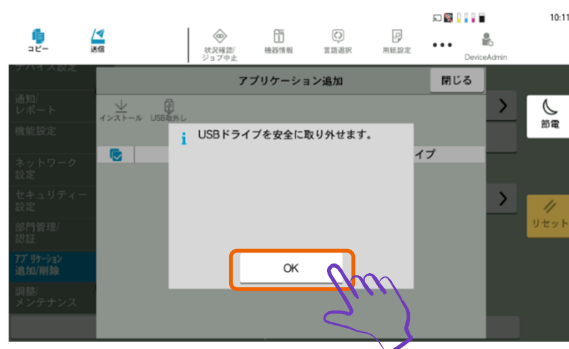 10:11
コピー
送信
状況確認/
ジョブ中止
機器情報
言語選択
用紙設定
DeviceAdmin
デバイス設定
アプリケーション追加
閉じる
通知/
レポート
インストール
USB取外し
節電
機能設定
i
USBドライブを安全に取り外せます。
イプ
ネットワーク
設定
セキュリティー
設定
リセット
部門管理/
認証
アプリケーション
追加/削除
OK
調整/
メンテナンス